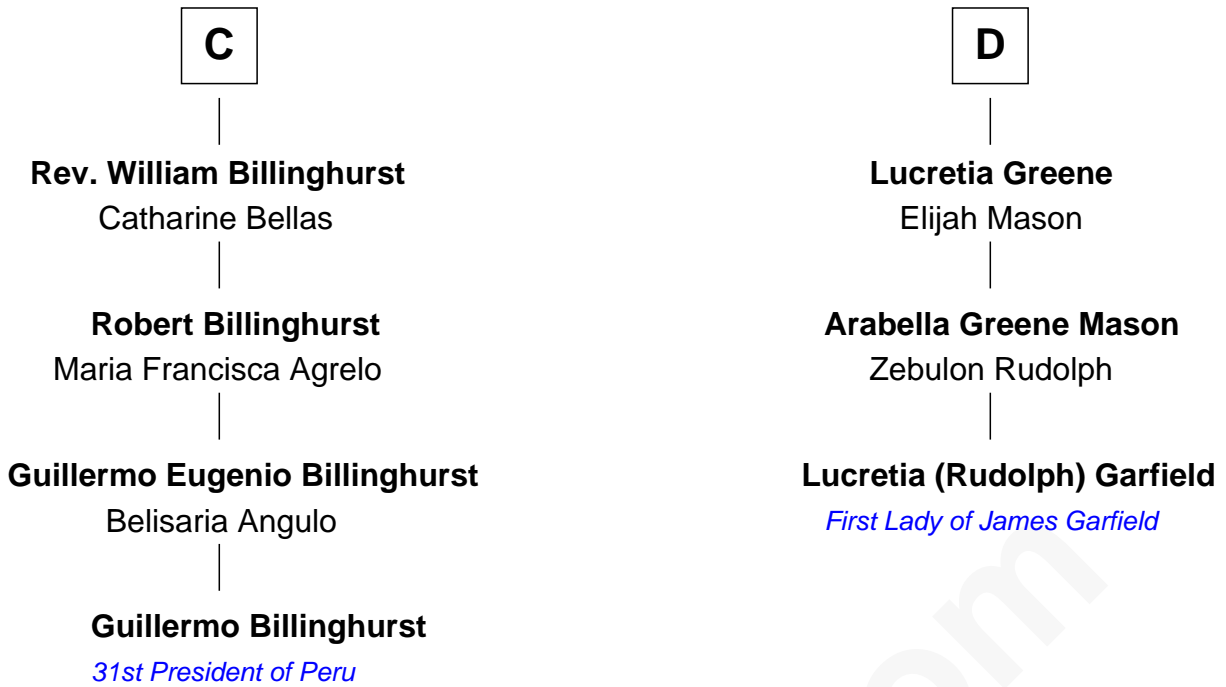 C
Rev. William Billinghurst
Catharine Bellas
Robert Billinghurst
Maria Francisca Agrelo
Guillermo Eugenio Billinghurst
Belisaria Angulo
Guillermo Billinghurst
31st President of Peru
D
Lucretia Greene
Elijah Mason
Arabella Greene Mason
Zebulon Rudolph
Lucretia (Rudolph) Garfield
First Lady of James Garfield
om